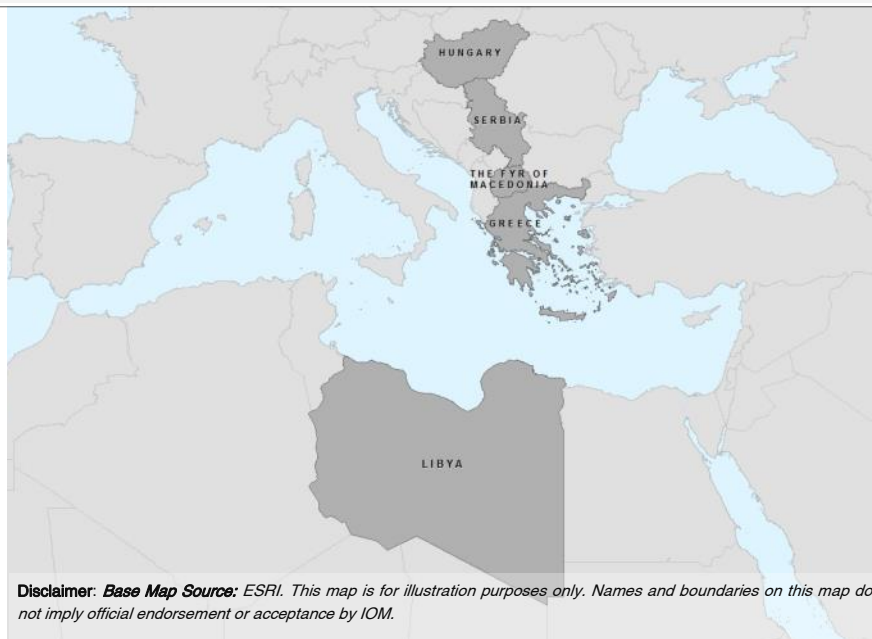 HUNGARY
SERBIA
THE FYR OF
MACEDONIA
GREECE
LIBYA
Disclaimer: Base Map Source: ESRI. This map is for illustration purposes only. Names and boundaries on this map do
not imply official endorsement or acceptance by IOM.